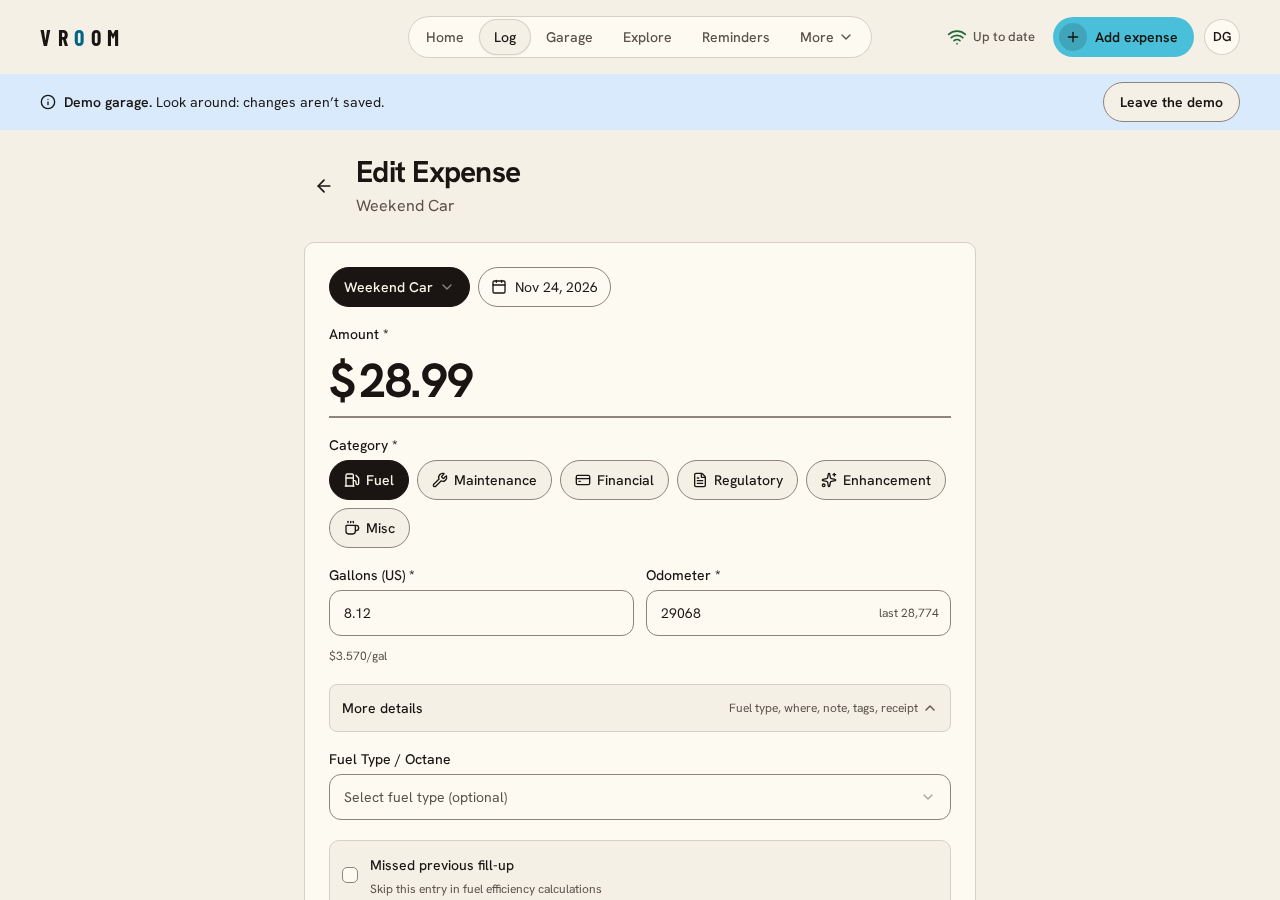 VROOM
Home
Log
Garage
Explore
Reminders
More
Up to date
Add expense
DG
Demo garage. Look around: changes aren’t saved.
Leave the demo
Edit Expense
Weekend Car
Weekend Car
Nov 24, 2026
Amount *
$28.99
Category *
Fuel
Maintenance
Financial
Regulatory
Enhancement
Misc
Gallons (US) *
Odometer *
8.12
29068
last 28,774
$3.570/gal
More details
Fuel type, where, note, tags, receipt
Fuel Type / Octane
Select fuel type (optional)
Missed previous fill-up
Skip this entry in fuel efficiency calculations